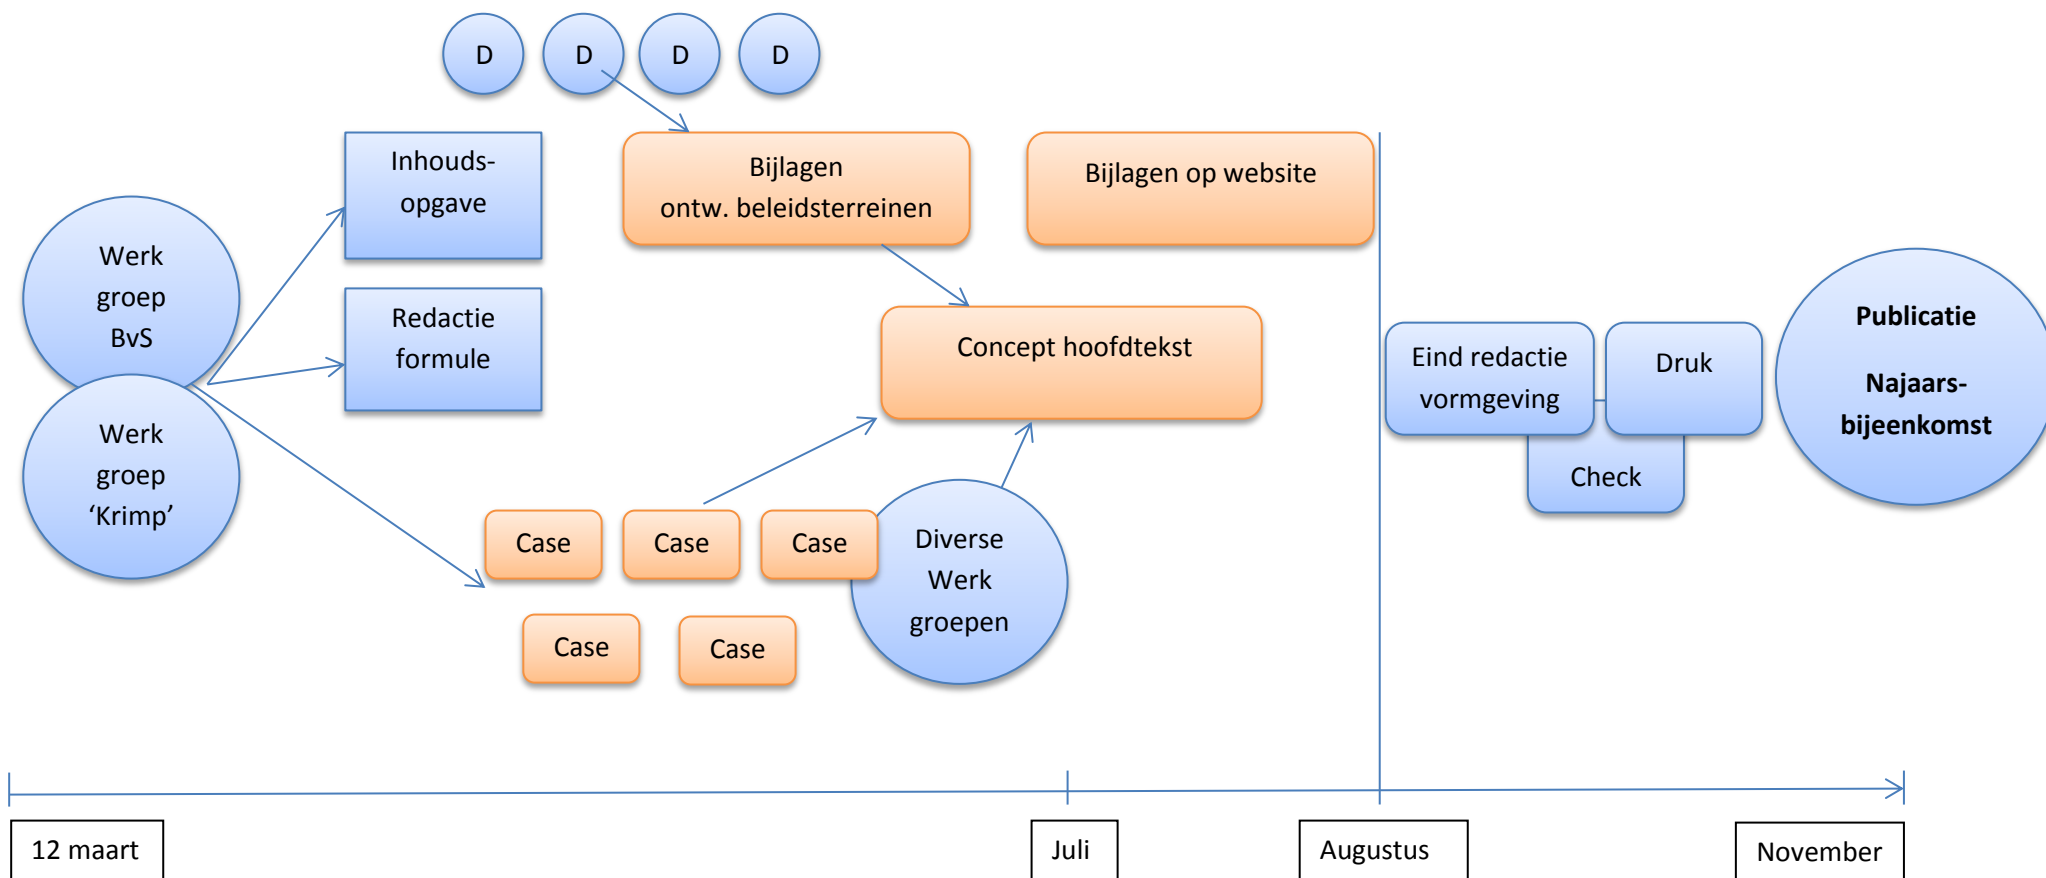 D
D
D
D
Inhouds-
opgave
Bijlagen
ontw. beleidsterreinen
Bijlagen op website
Werk
groep
BvS
Redactie
formule
Concept hoofdtekst
Eind redactie
vormgeving
Druk
Check
Publicatie
Najaars-
bijeenkomst
Werk
groep
‘Krimp’
Case
Case
Case
Diverse
Werk
groepen
Case
Case
12 maart
Juli
Augustus
November